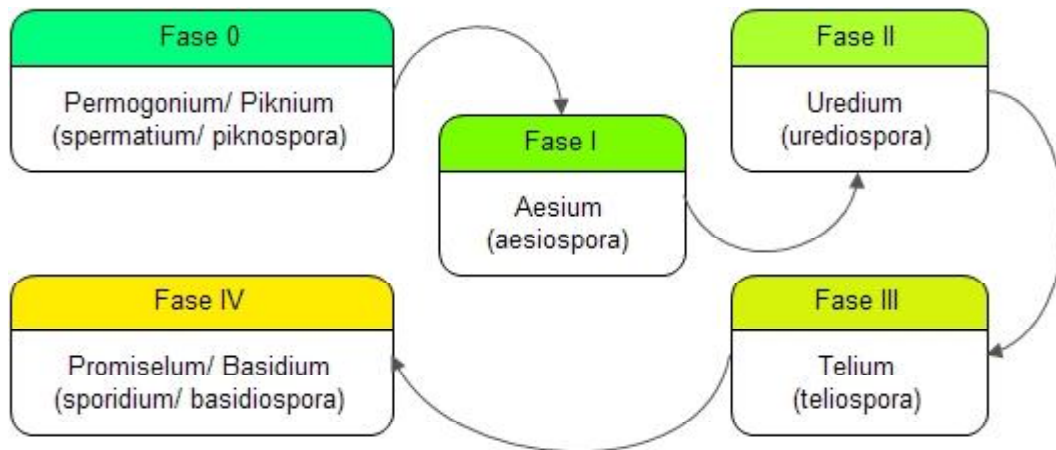 Fase 0
Permogonium/ Piknium
(spermatium/ piknospora)
Fase I
Aesium
(aesiospora)
Fase II
Uredium
(urediospora)
Fase III
Telium
(teliospora)
Fase IV
Promiselum/ Basidium
(sporidium/ basidiospora)